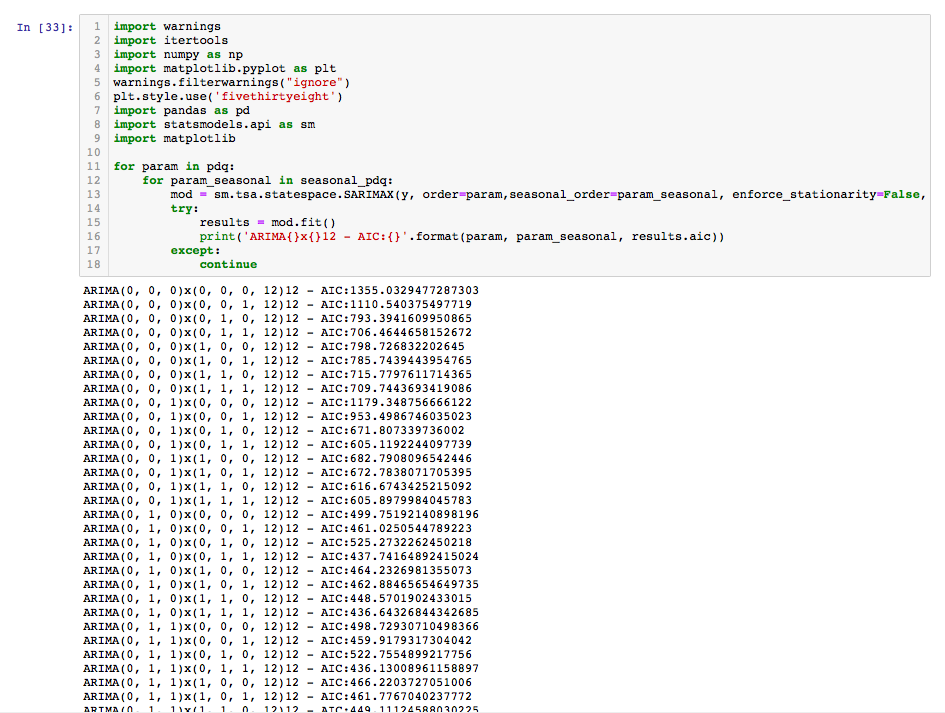 In [33]:
1 import warnings
2 import itertools
3 import numpy as np
4 import matplotlib.pyplot as plt
5 warnings.filterwarnings("ignore")
6 plt.style.use('fivethirtyeight')
7 import pandas as pd
8 import statsmodels.api as sm
9 import matplotlib
10
11 for param in pdq:
12     for param_seasonal in seasonal_pdq:
13         mod = sm.tsa.statespace.SARIMAX(y, order=param,seasonal_order=param_seasonal, enforce_stationarity=False,
14         try:
15             results = mod.fit()
16             print('ARIMA{}x{}12 - AIC:{}'.format(param, param_seasonal, results.aic))
17         except:
18             continue
ARIMA(0, 0, 0)x(0, 0, 0, 12)12 - AIC:1355.0329477287303
ARIMA(0, 0, 0)x(0, 0, 1, 12)12 - AIC:1110.540375497719
ARIMA(0, 0, 0)x(0, 1, 0, 12)12 - AIC:793.3941609950865
ARIMA(0, 0, 0)x(0, 1, 1, 12)12 - AIC:706.4644658152672
ARIMA(0, 0, 0)x(1, 0, 0, 12)12 - AIC:798.726832202645
ARIMA(0, 0, 0)x(1, 0, 1, 12)12 - AIC:785.7439443954765
ARIMA(0, 0, 0)x(1, 1, 0, 12)12 - AIC:715.7797611714365
ARIMA(0, 0, 0)x(1, 1, 1, 12)12 - AIC:709.7443693419086
ARIMA(0, 0, 1)x(0, 0, 0, 12)12 - AIC:1179.348756666122
ARIMA(0, 0, 1)x(0, 0, 1, 12)12 - AIC:953.4986746035023
ARIMA(0, 0, 1)x(0, 1, 0, 12)12 - AIC:671.807339736002
ARIMA(0, 0, 1)x(0, 1, 1, 12)12 - AIC:605.1192244097739
ARIMA(0, 0, 1)x(1, 0, 0, 12)12 - AIC:682.7908096542446
ARIMA(0, 0, 1)x(1, 0, 1, 12)12 - AIC:672.7838071705395
ARIMA(0, 0, 1)x(1, 1, 0, 12)12 - AIC:616.6743425215092
ARIMA(0, 0, 1)x(1, 1, 1, 12)12 - AIC:605.8979984045783
ARIMA(0, 1, 0)x(0, 0, 0, 12)12 - AIC:499.75192140898196
ARIMA(0, 1, 0)x(0, 0, 1, 12)12 - AIC:461.0250544789223
ARIMA(0, 1, 0)x(0, 1, 0, 12)12 - AIC:525.2732262450218
ARIMA(0, 1, 0)x(0, 1, 1, 12)12 - AIC:437.74164892415024
ARIMA(0, 1, 0)x(1, 0, 0, 12)12 - AIC:464.2326981355073
ARIMA(0, 1, 0)x(1, 0, 1, 12)12 - AIC:462.88465654649735
ARIMA(0, 1, 0)x(1, 1, 0, 12)12 - AIC:448.5701902433015
ARIMA(0, 1, 0)x(1, 1, 1, 12)12 - AIC:436.64326844342685
ARIMA(0, 1, 1)x(0, 0, 0, 12)12 - AIC:498.72930710498366
ARIMA(0, 1, 1)x(0, 0, 1, 12)12 - AIC:459.9179317304042
ARIMA(0, 1, 1)x(0, 1, 0, 12)12 - AIC:522.7554899217756
ARIMA(0, 1, 1)x(0, 1, 1, 12)12 - AIC:436.13008961158897
ARIMA(0, 1, 1)x(1, 0, 0, 12)12 - AIC:466.2203727051006
ARIMA(0, 1, 1)x(1, 0, 1, 12)12 - AIC:461.7767040237772
ARIMA(0, 1, 1)x(1, 1, 0, 12)12 - AIC:449.11124588030225